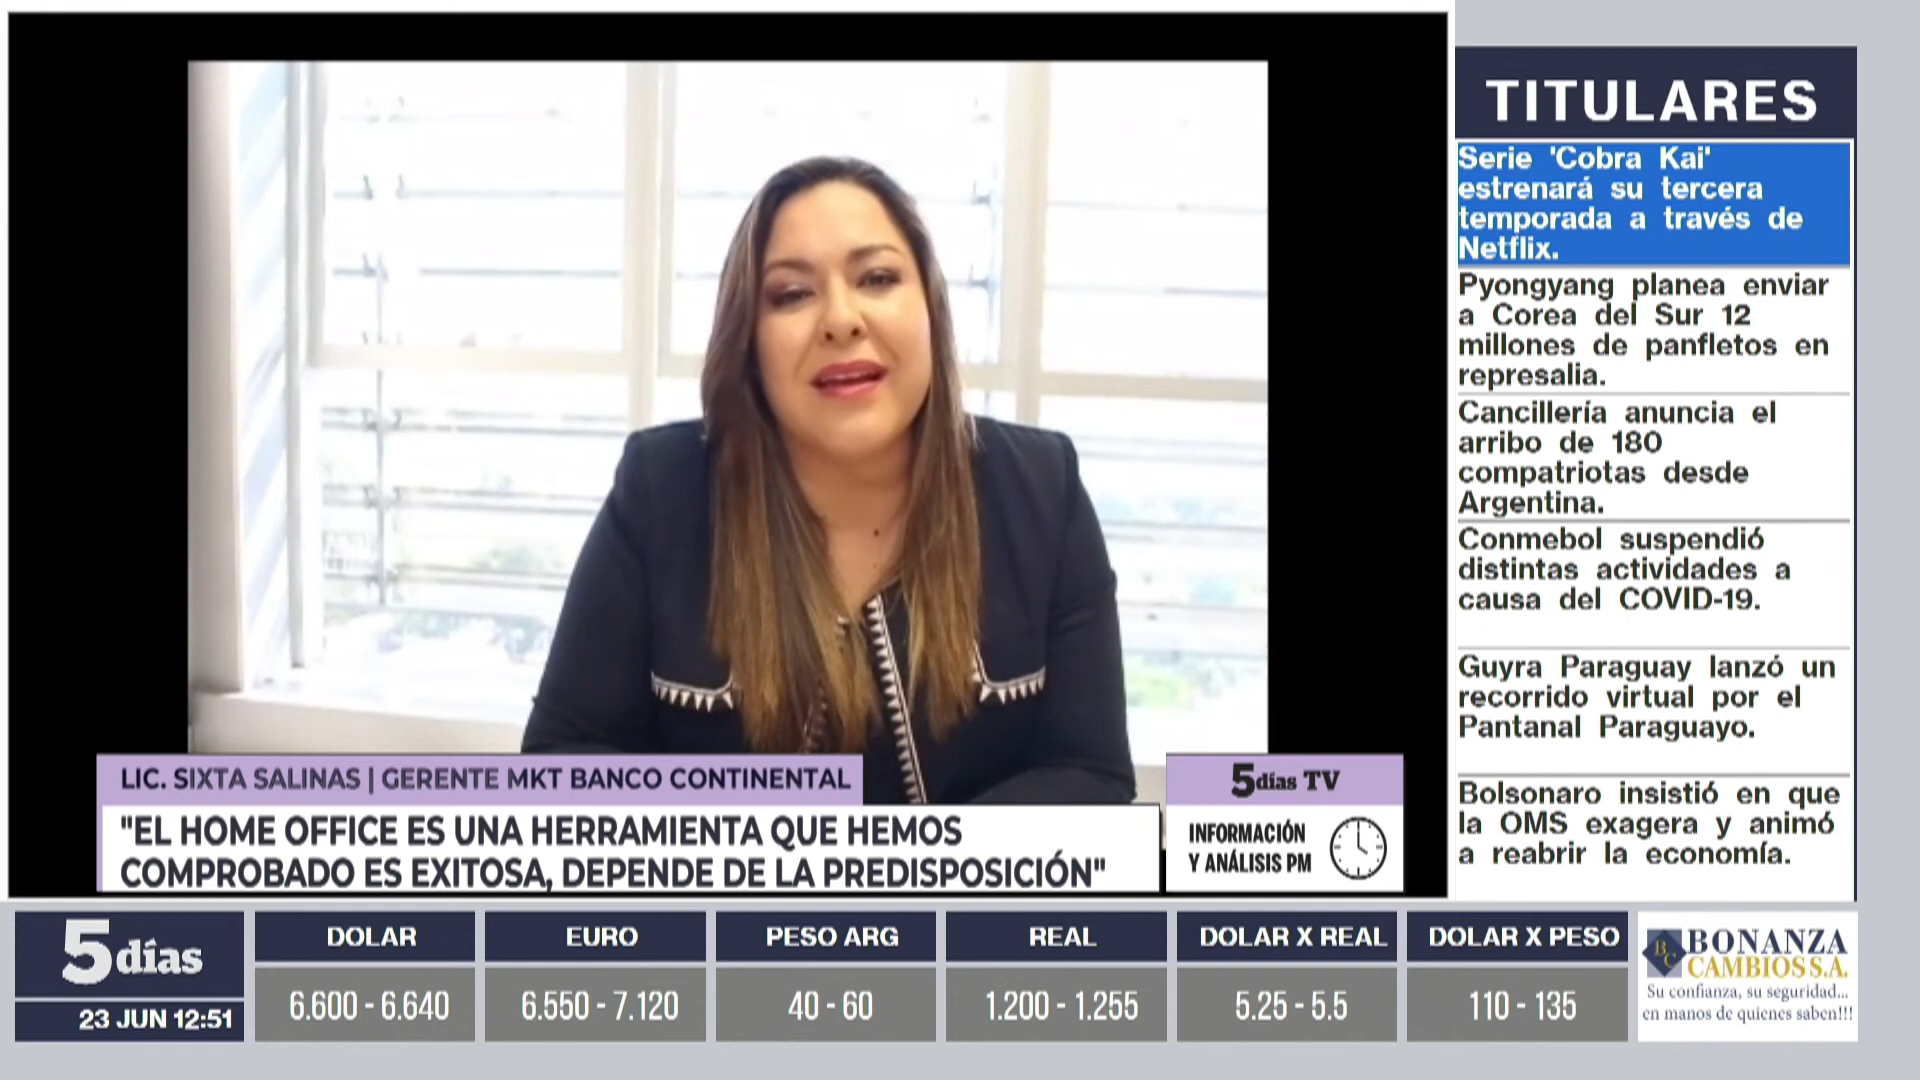 TITULARES
Serie 'Cobra Kai'
estrenará su tercera
temporada a través de
Netflix.
Pyongyang planea enviar
a Corea del Sur 12
millones de panfletos en
represalia.
Cancillería anuncia el
arribo de 180
compatriotas desde
Argentina.
Conmebol suspendió
distintas actividades a
causa del COVID-19.
Guyra Paraguay lanzó un
recorrido virtual por el
Pantanal Paraguayo.
Bolsonaro insistió en que
la OMS exagera y animó
a reabrir la economía.
LIC. SIXTA SALINAS | GERENTE MKT BANCO CONTINENTAL
"EL HOME OFFICE ES UNA HERRAMIENTA QUE HEMOS
COMPROBADO ES EXITOSA, DEPENDE DE LA PREDISPOSICIÓN"
5días TV
INFORMACIÓN
Y ANÁLISIS PM
5días
23 JUN 12:51
DOLAR
6.600 - 6.640
EURO
6.550 - 7.120
PESO ARG
40 - 60
REAL
1.200 - 1.255
DOLAR X REAL
5.25 - 5.5
DOLAR X PESO
110 - 135
BC
BONANZA
CAMBIOS S.A.
Su confianza, su seguridad...
en manos de quienes saben!!!